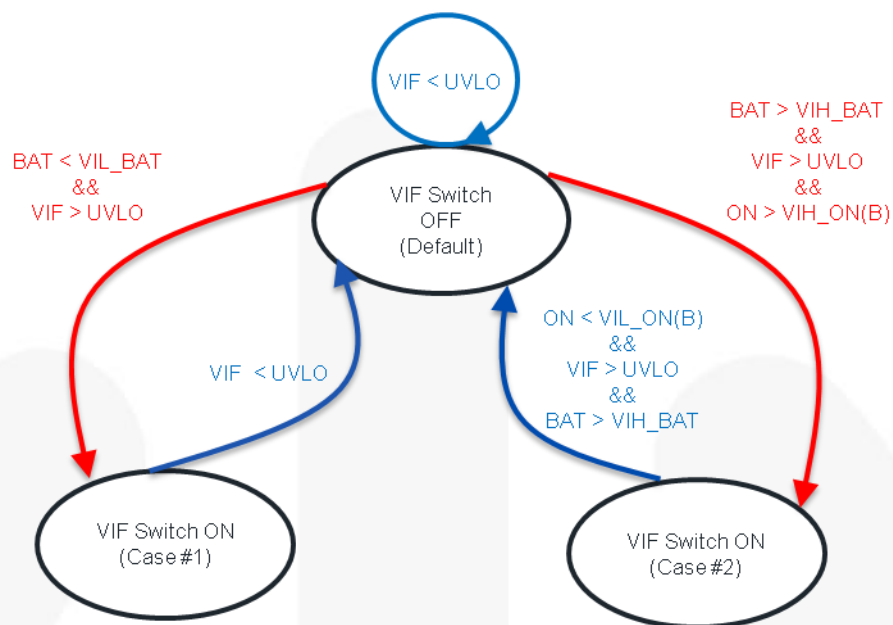 VIF < UVLO
BAT < VIL_BAT
&&
VIF > UVLO
VIF Switch
OFF
(Default)
BAT > VIH_BAT
&&
VIF > UVLO
&&
ON > VIH_ON(B)
VIF < UVLO
ON < VIL_ON(B)
&&
VIF > UVLO
&&
BAT > VIH_BAT
VIF Switch ON
(Case #1)
VIF Switch ON
(Case #2)